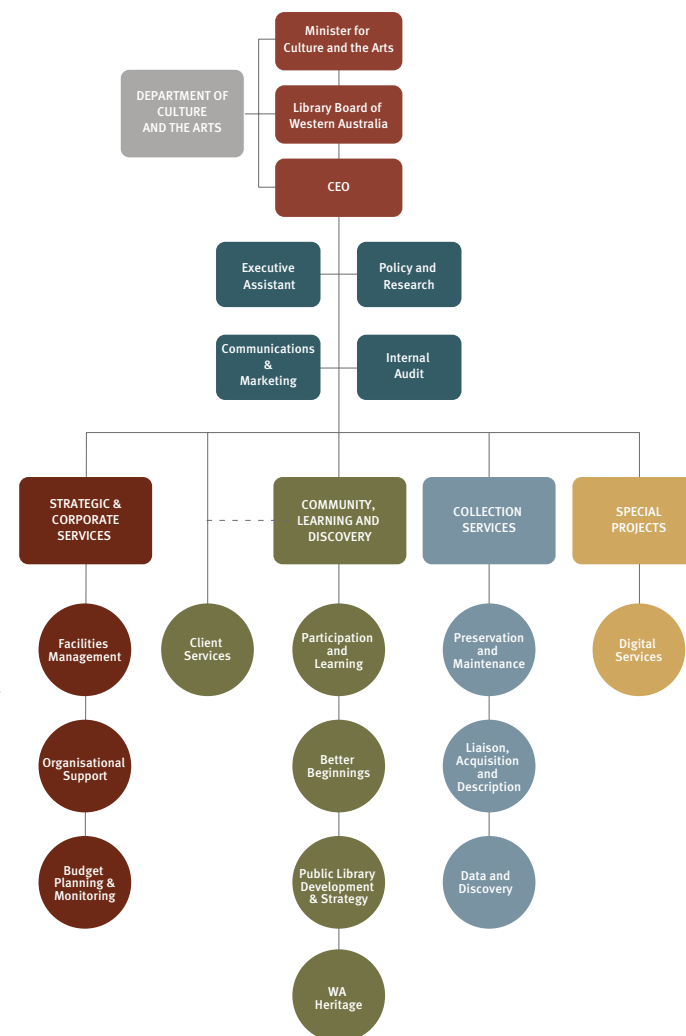 Minister for
Culture and the Arts
DEPARTMENT OF
CULTURE
AND THE ARTS
Library Board of
Western Australia
CEO
Executive
Assistant
Policy and
Research
Communications
&
Marketing
Internal
Audit
STRATEGIC &
CORPORATE
SERVICES
COMMUNITY,
LEARNING AND
DISCOVERY
COLLECTION
SERVICES
SPECIAL
PROJECTS
Facilities
Management
Client
Services
Participation
and
Learning
Preservation
and
Maintenance
Digital
Services
Organisational
Support
Better
Beginnings
Liaison,
Acquisition
and
Description
Budget
Planning &
Monitoring
Public Library
Development
& Strategy
Data and
Discovery
WA
Heritage